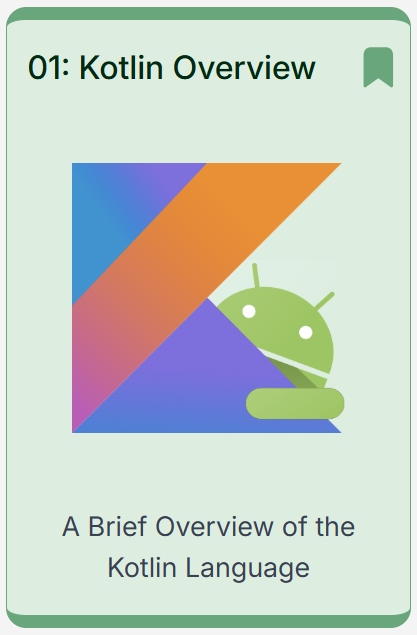 01: Kotlin Overview
A Brief Overview of the
Kotlin Language